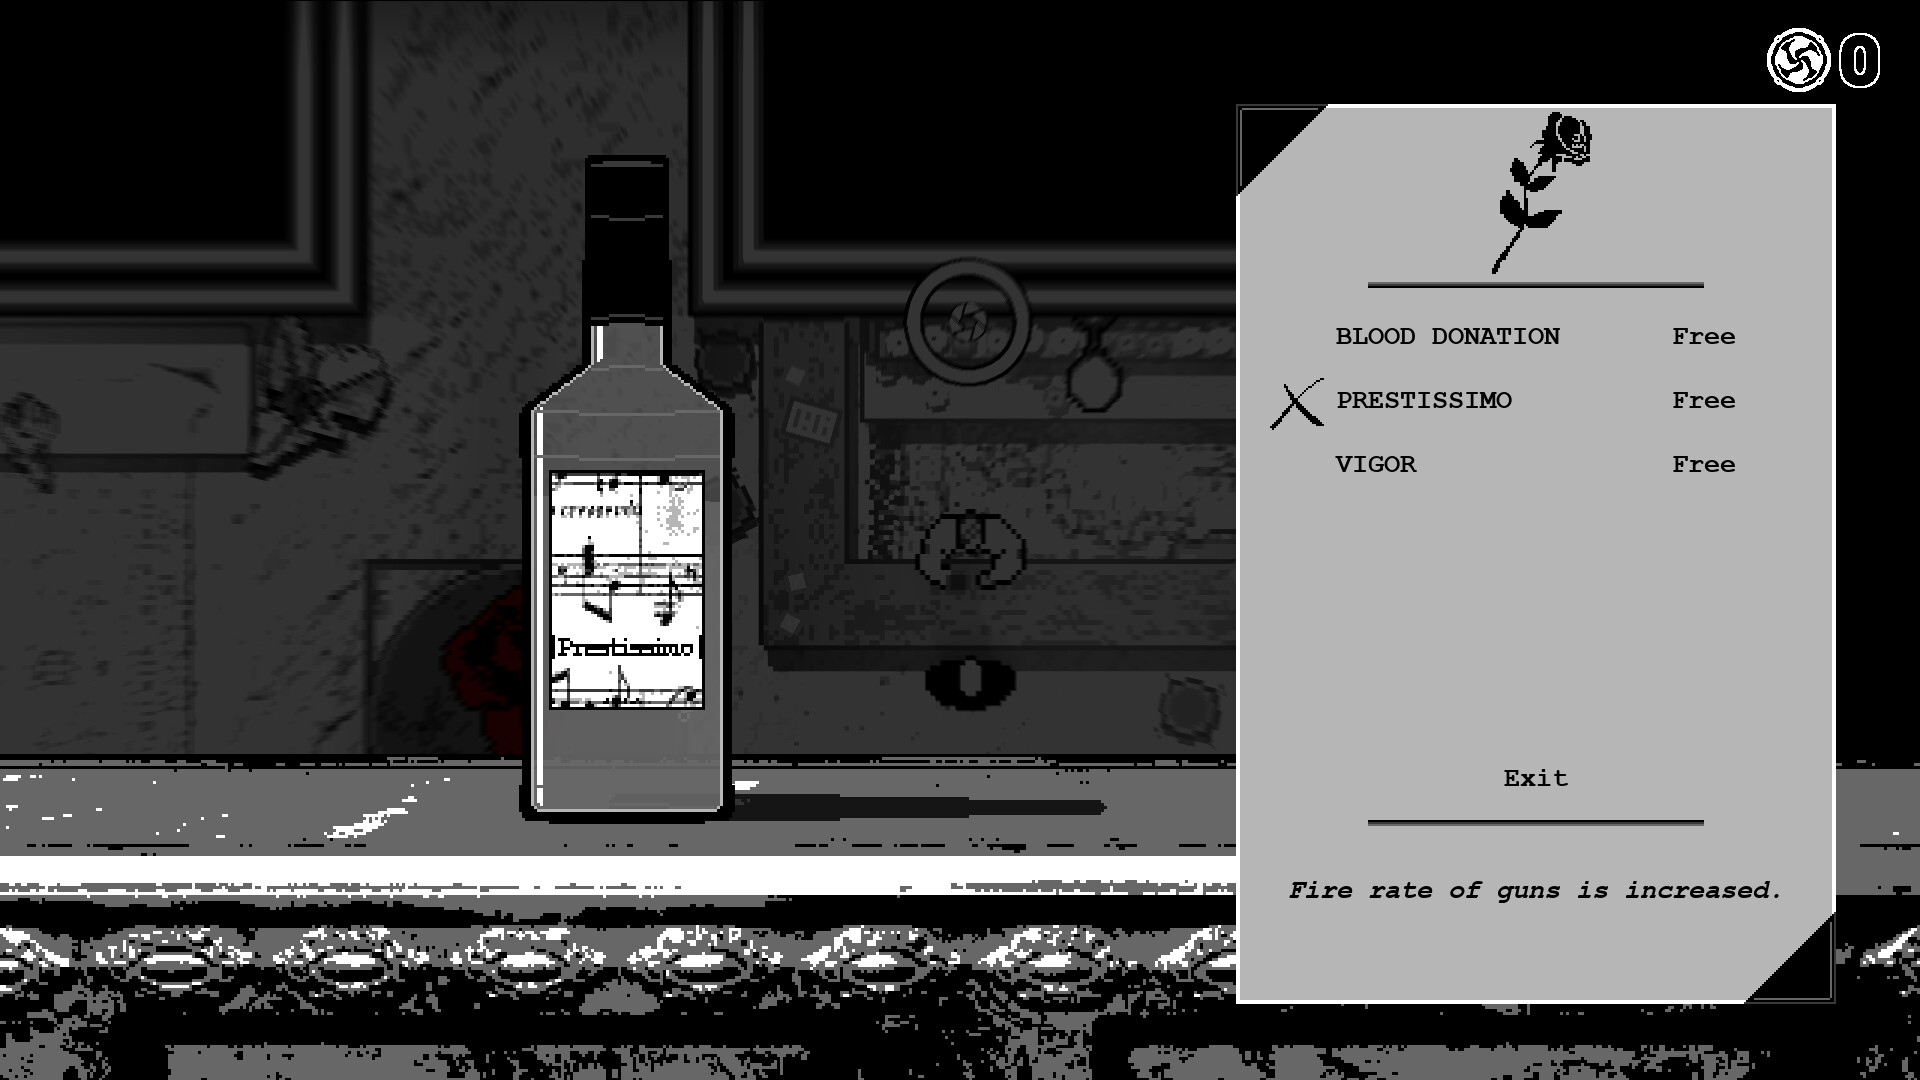 0
BLOOD DONATION Free
PRESTISSIMO Free
VIGOR Free
Prestissimo
Exit
Fire rate of guns is increased.